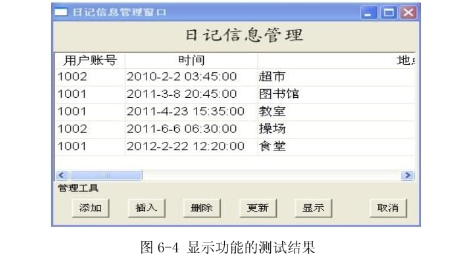 日记信息管理窗口
日记信息管理
用户账号 时间 地点
1002 2010-2-2 03:45:00 超市
1001 2011-3-8 20:45:00 图书馆
1001 2011-4-23 15:35:00 教室
1002 2011-6-6 06:30:00 操场
1001 2012-2-22 12:20:00 食堂
管理工具
添加 插入 删除 更新 显示 取消
图 6-4 显示功能的测试结果